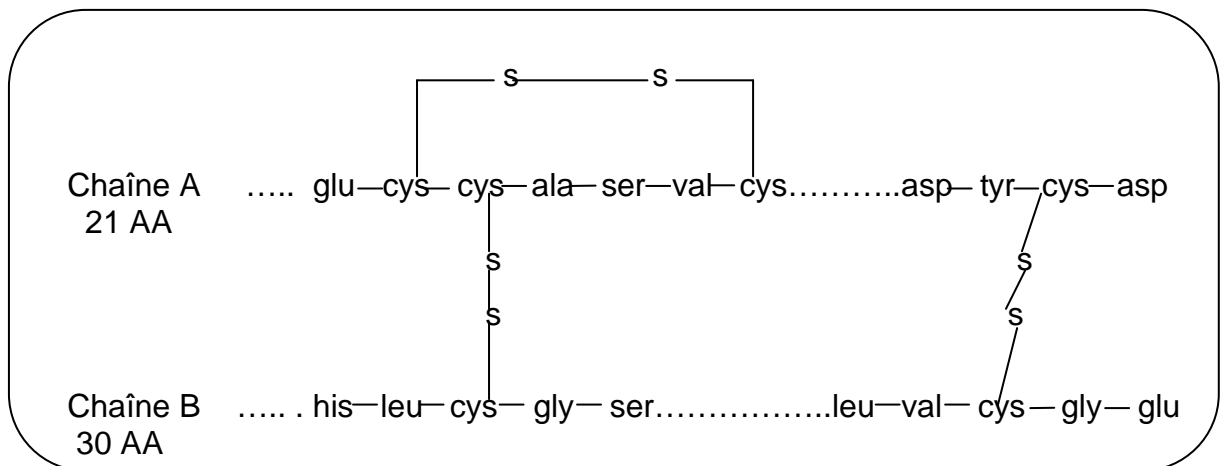 s s
Chaîne A ….. glu cys cys ala ser val cys………..asp tyr cys asp
21 AA
s s
s s
Chaîne B ….. . his leu cys gly ser……………..leu val cys gly glu
30 AA